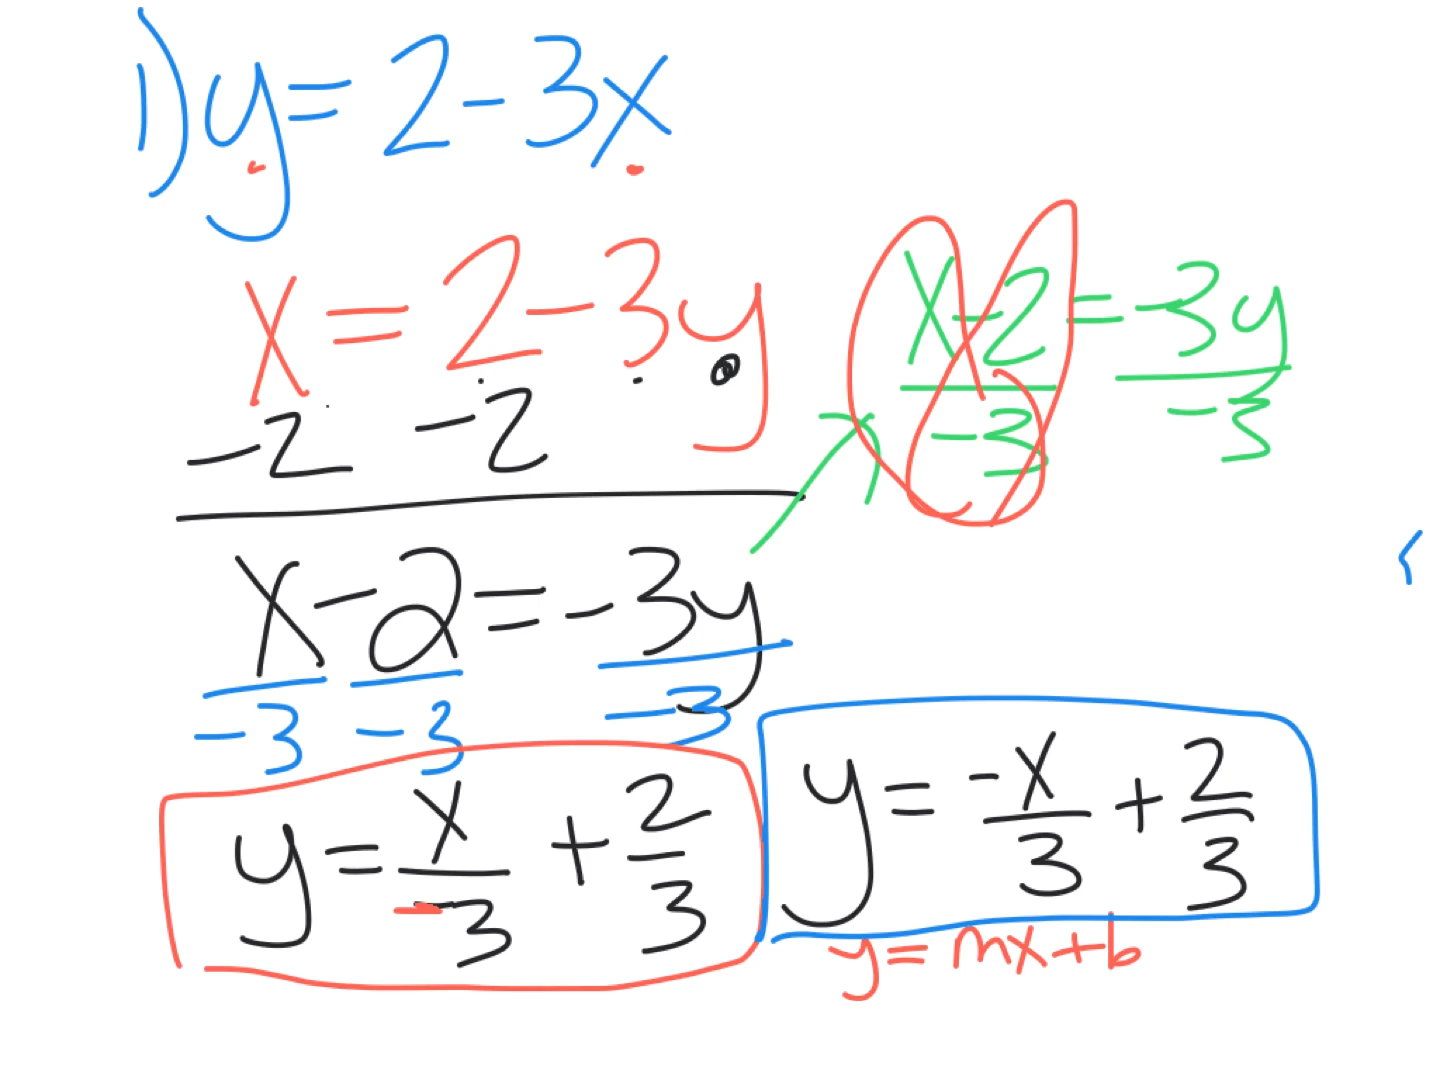 1) y = 2 - 3x
x = 2 - 3y
-2 -2
x - 2 = -3y
-3 -3 -3
y = x/-3 + 2/3
x - 2 = -3y
-3 -3
y = -x/3 + 2/3
y = mx + b